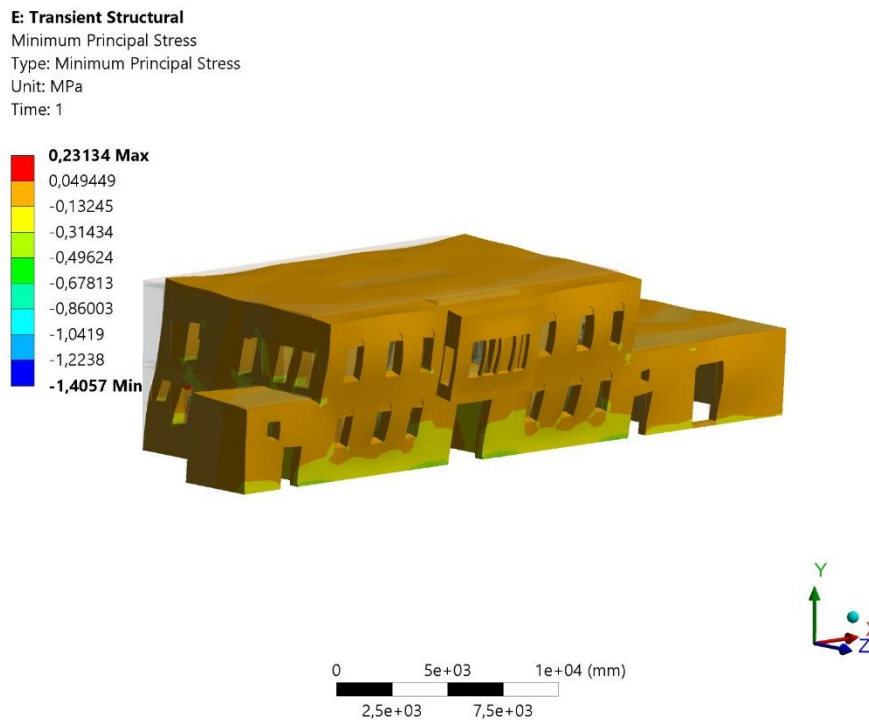 E: Transient Structural
Minimum Principal Stress
Type: Minimum Principal Stress
Unit: MPa
Time: 1
0,23134 Max
0,049449
-0,13245
-0,31434
-0,49624
-0,67813
-0,86003
-1,0419
-1,2238
-1,4057 Min
Y
X
Z
0 5e+03 1e+04 (mm)
2,5e+03 7,5e+03